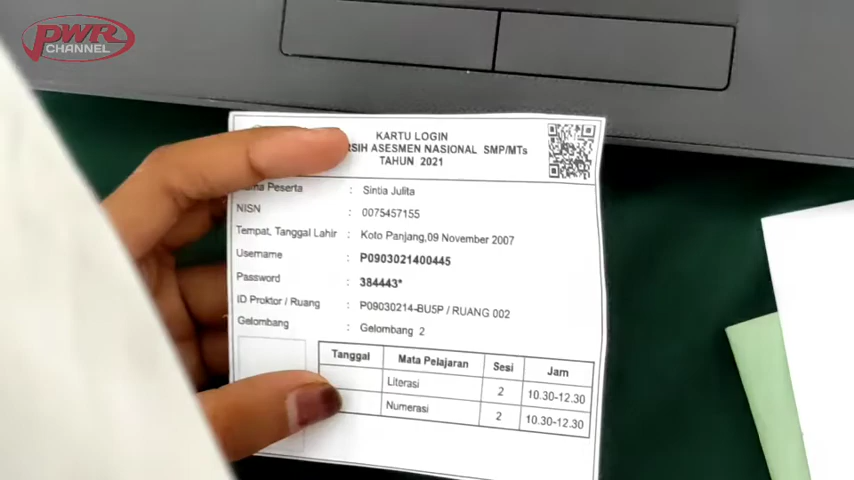 PWR
CHANNEL
KARTU LOGIN
ASESMEN NASIONAL SMP/MTs
TAHUN 2021
Peserta : Sintia Julita
NISN : 0075457155
Tempat, Tanggal Lahir : Koto Panjang,09 November 2007
Username : P0903021400445
Password : 384443*
ID Proktor / Ruang : P09030214-BU5P / RUANG 002
Gelombang : Gelombang 2
Tanggal Mata Pelajaran Sesi Jam
Literasi 2 10.30-12.30
Numerasi 2 10.30-12.30